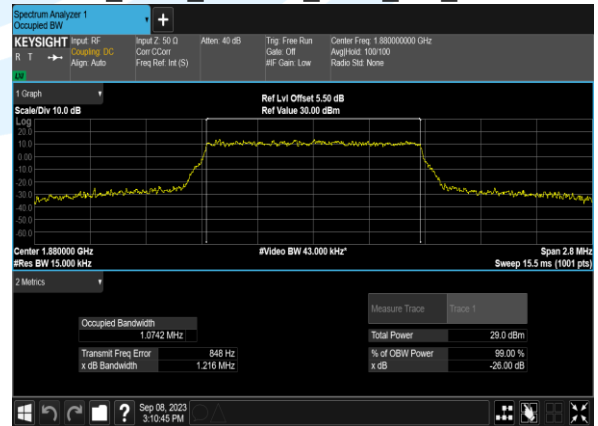 Spectrum Analyzer 1
Occupied BW
+
KEYSIGHT Input: RF Input Z: 50 Ω Atten: 40 dB Trig: Free Run Center Freq: 1.880000000 GHz
R T Coupling: DC Corr CCorr Gate: Off Avg|Hold: 100/100
Align: Auto Freq Ref: Int (S) #IF Gain: Low Radio Std: None
LW
1 Graph
Ref Lvl Offset 5.50 dB
Scale/Div 10.0 dB Ref Value 30.00 dBm
Log
20.0
10.0
0.00
-10.0
-20.0
-30.0
-40.0
-50.0
-60.0
Center 1.880000 GHz #Video BW 43.000 kHz* Span 2.8 MHz
#Res BW 15.000 kHz Sweep 15.5 ms (1001 pts)
2 Metrics
Measure Trace Trace 1
Occupied Bandwidth
1.0742 MHz Total Power 29.0 dBm
Transmit Freq Error 848 Hz % of OBW Power 99.00 %
x dB Bandwidth 1.216 MHz x dB -26.00 dB
? Sep 08, 2023
3:10:45 PM